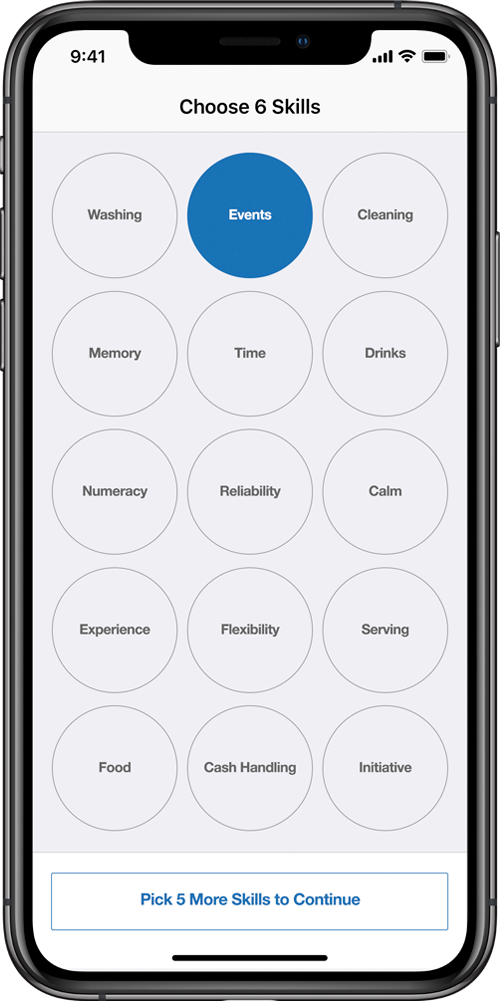 9:41
Choose 6 Skills
Washing
Events
Cleaning
Memory
Time
Drinks
Numeracy
Reliability
Calm
Experience
Flexibility
Serving
Food
Cash Handling
Initiative
Pick 5 More Skills to Continue